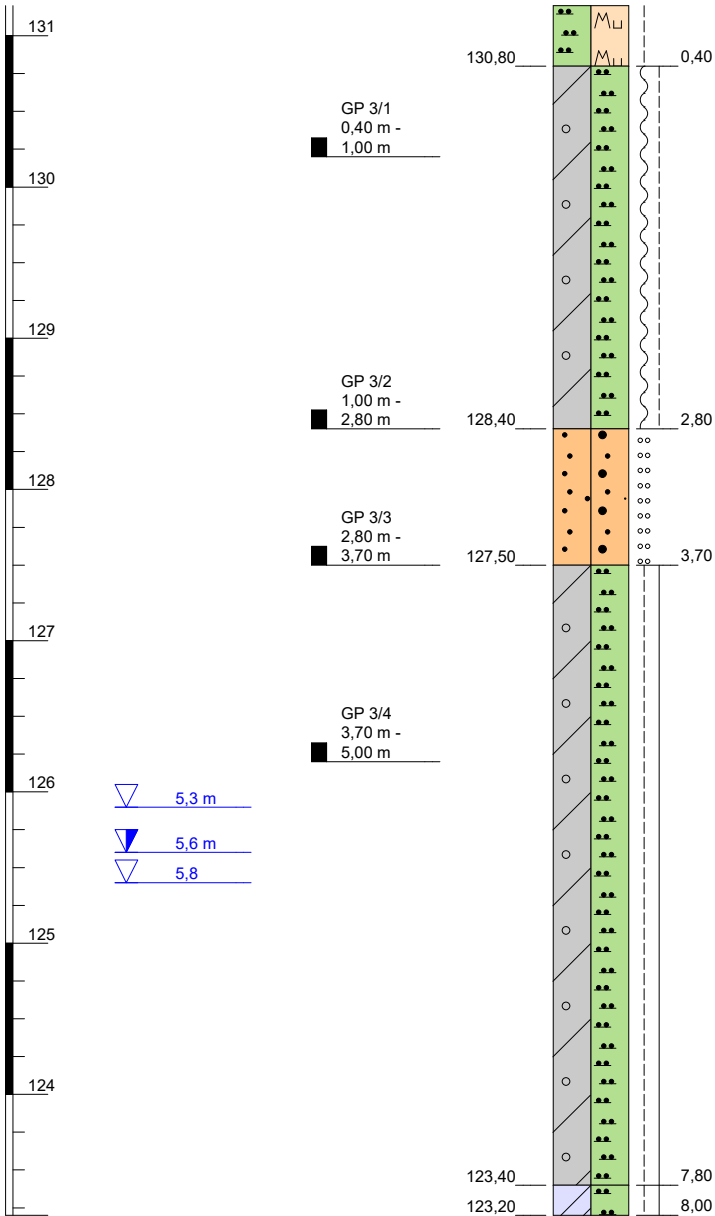 131
Mu
130,80
0,40
Mu
GP 3/1
0,40 m -
1,00 m
130
129
GP 3/2
1,00 m -
2,80 m
128,40
2,80
128
GP 3/3
2,80 m -
3,70 m
127,50
3,70
127
GP 3/4
3,70 m -
5,00 m
126
5,3 m
5,6 m
5,8
125
124
123,40
7,80
123,20
8,00